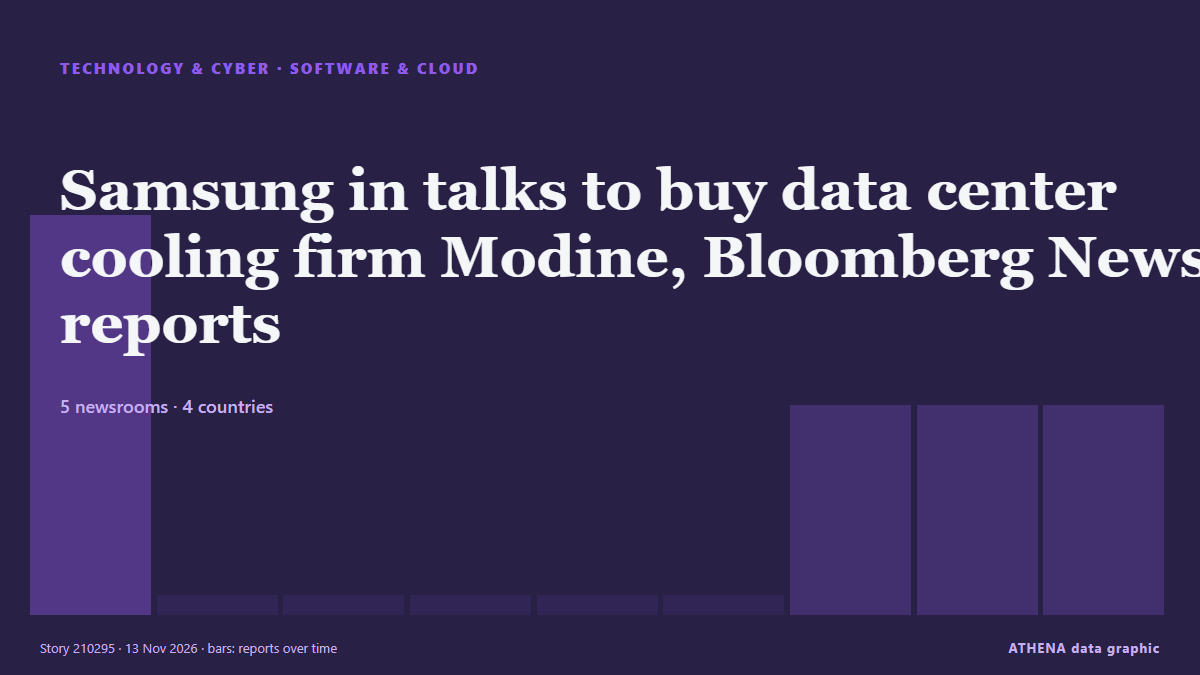 TECHNOLOGY & CYBER · SOFTWARE & CLOUD
Samsung in talks to buy data center
cooling firm Modine, Bloomberg News
reports
5 newsrooms · 4 countries
Story 210295 · 13 Nov 2026 · bars: reports over time
ATHENA data graphic